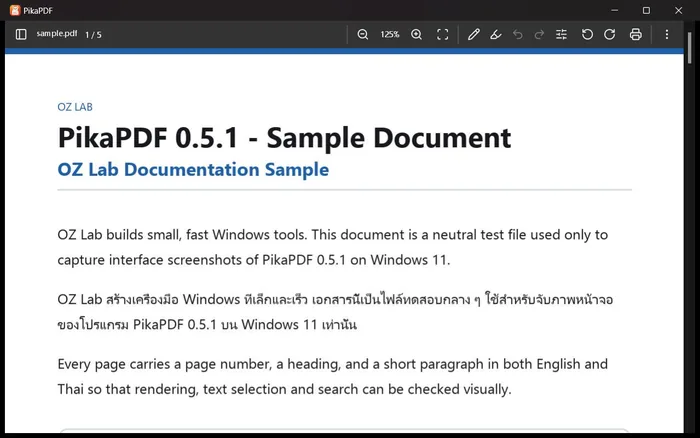 PikaPDF
sample.pdf 1 / 5 125%
OZ LAB
PikaPDF 0.5.1 - Sample Document
OZ Lab Documentation Sample
OZ Lab builds small, fast Windows tools. This document is a neutral test file used only to
capture interface screenshots of PikaPDF 0.5.1 on Windows 11.
OZ Lab สร้างเครื่องมือ Windows ที่เล็กและเร็ว เอกสารนี้เป็นไฟล์ทดสอบกลาง ๆ ใช้สำหรับจับภาพหน้าจอ
ของโปรแกรม PikaPDF 0.5.1 บน Windows 11 เท่านั้น
Every page carries a page number, a heading, and a short paragraph in both English and
Thai so that rendering, text selection and search can be checked visually.